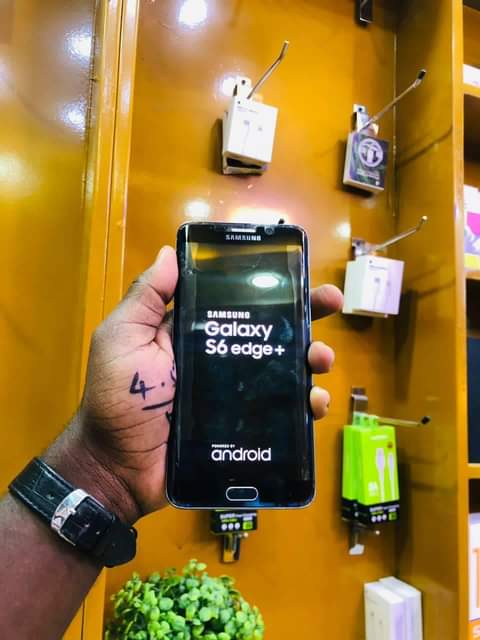 SAMSUNG
SAMSUNG
Galaxy
S6 edge+
POWERED BY
android
4.